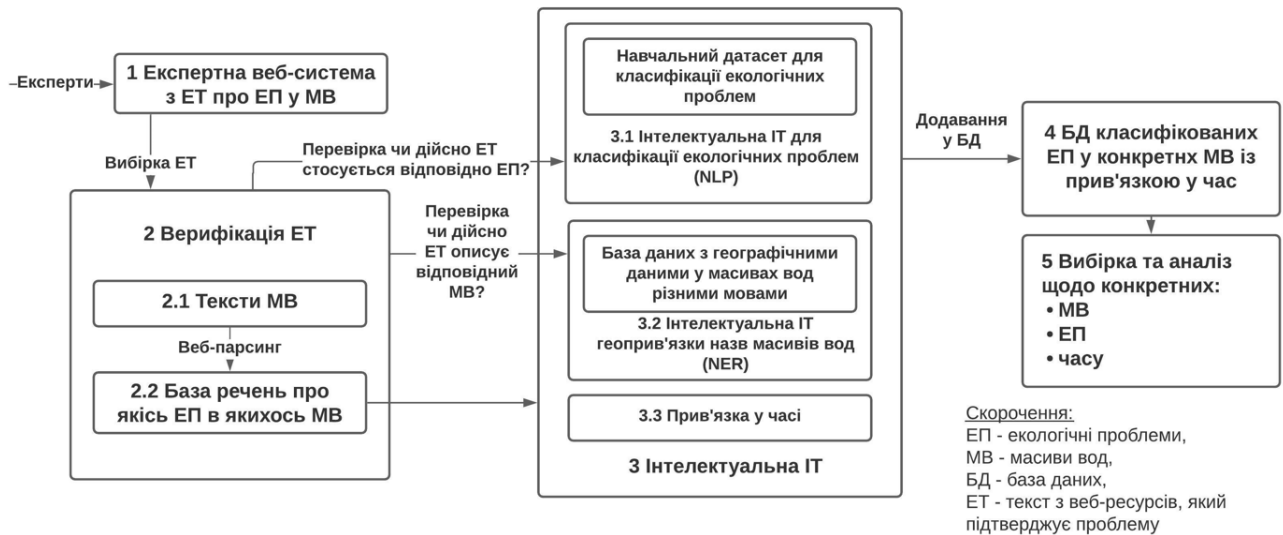 Експерти
1 Експертна веб-система
з ЕТ про ЕП у МВ
Вибірка ЕТ
Перевірка чи дійсно ЕТ
стосується відповідно ЕП?
2 Верифікація ЕТ
Перевірка
чи дійсно
ЕТ описує
відповідний
МВ?
2.1 Тексти МВ
Веб-парсинг
2.2 База речень про
якісь ЕП в якихось МВ
Навчальний датасет для
класифікації екологічних
проблем
3.1 Інтелектуальна ІТ для
класифікації екологічних проблем
(NLP)
База даних з географічними
даними у масивах вод
різними мовами
3.2 Інтелектуальна ІТ
геоприв'язки назв масивів вод
(NER)
3.3 Прив'язка у часі
3 Інтелектуальна ІТ
Додавання
у БД
4 БД класифікованих
ЕП у конкретнх МВ із
прив'язкою у час
5 Вибірка та аналіз
щодо конкретних:
• МВ
• ЕП
• часу
Скорочення:
ЕП - екологічні проблеми,
МВ - масиви вод,
БД - база даних,
ЕТ - текст з веб-ресурсів, який
підтверджує проблему